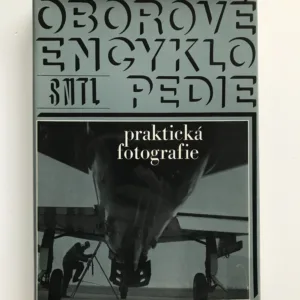 OBOROVÉ
ENCYKLO
SNTL PEDIE
praktická
fotografie